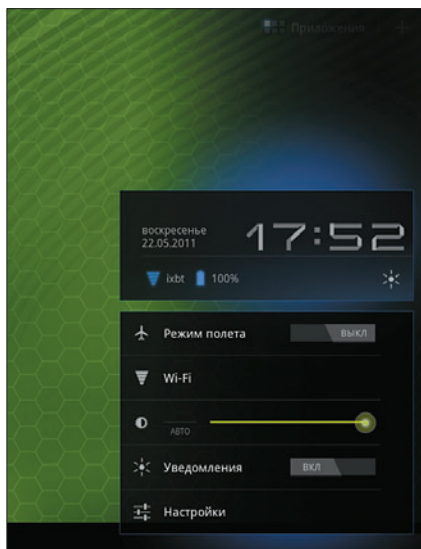 Приложения
воскресенье
22.05.2011
17:52
ixbt 100%
Режим полета ВЫКЛ
Wi-Fi
АВТО
Уведомления ВКЛ
Настройки